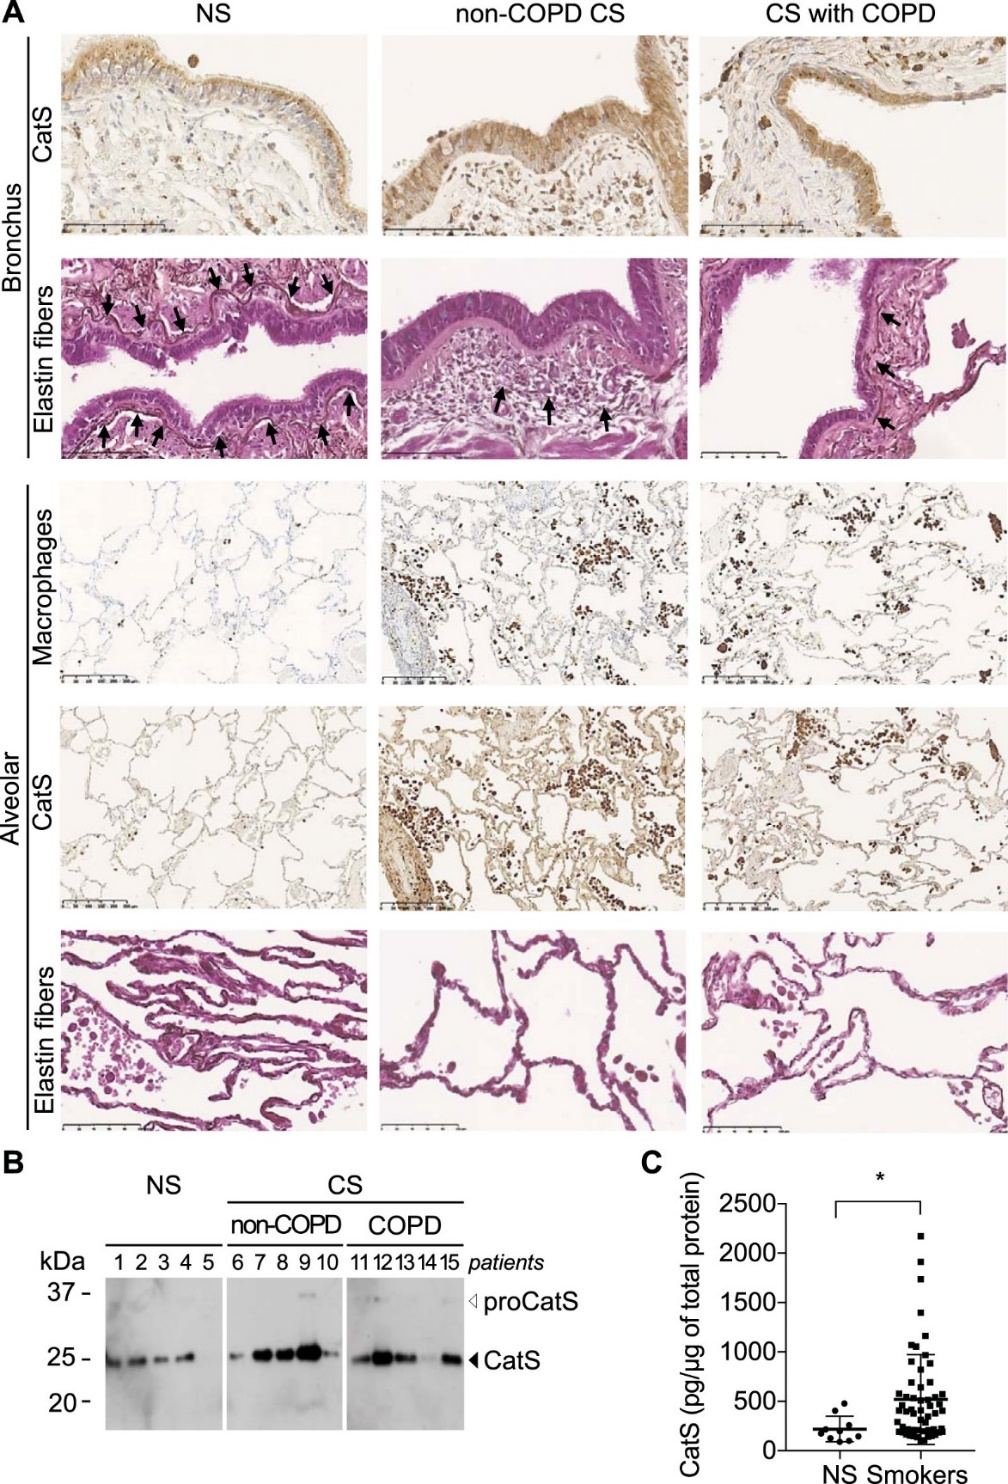 A
NS non-COPD CS CS with COPD
Bronchus
CatS
Elastin fibers
Alveolar
Macrophages
CatS
Elastin fibers
B
NS CS
non-COPD COPD
kDa 1 2 3 4 5 6 7 8 9 10 11 12 13 14 15 patients
37
proCatS
25
CatS
20
C
CatS (pg/µg of total protein)
*
2500
2000
1500
1000
500
0
NS Smokers